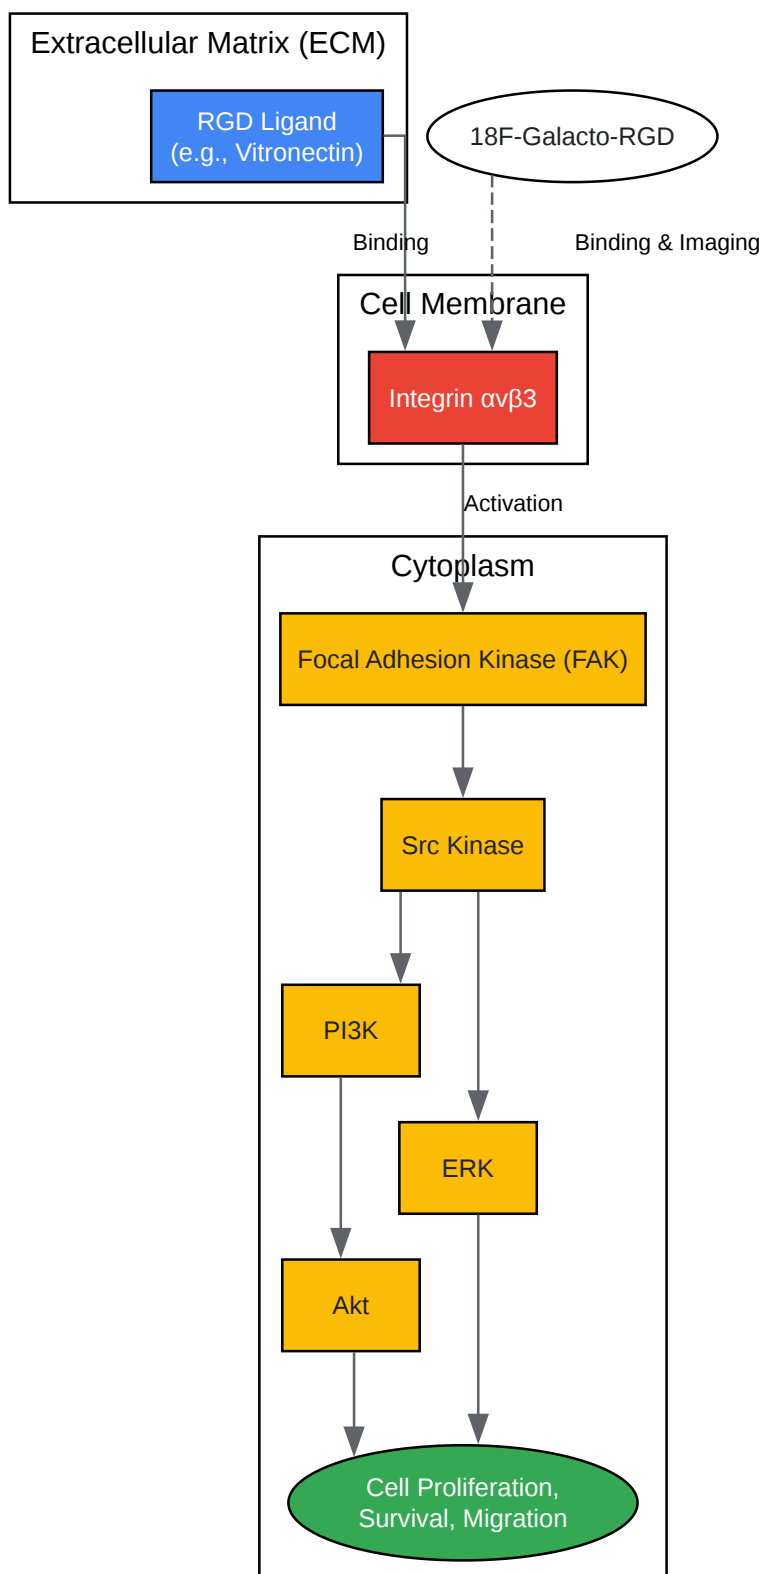 Extracellular Matrix (ECM)
RGD Ligand
(e.g., Vitronectin)
18F-Galacto-RGD
Binding
Binding & Imaging
Cell Membrane
Integrin αvβ3
Activation
Cytoplasm
Focal Adhesion Kinase (FAK)
Src Kinase
PI3K
ERK
Akt
Cell Proliferation,
Survival, Migration